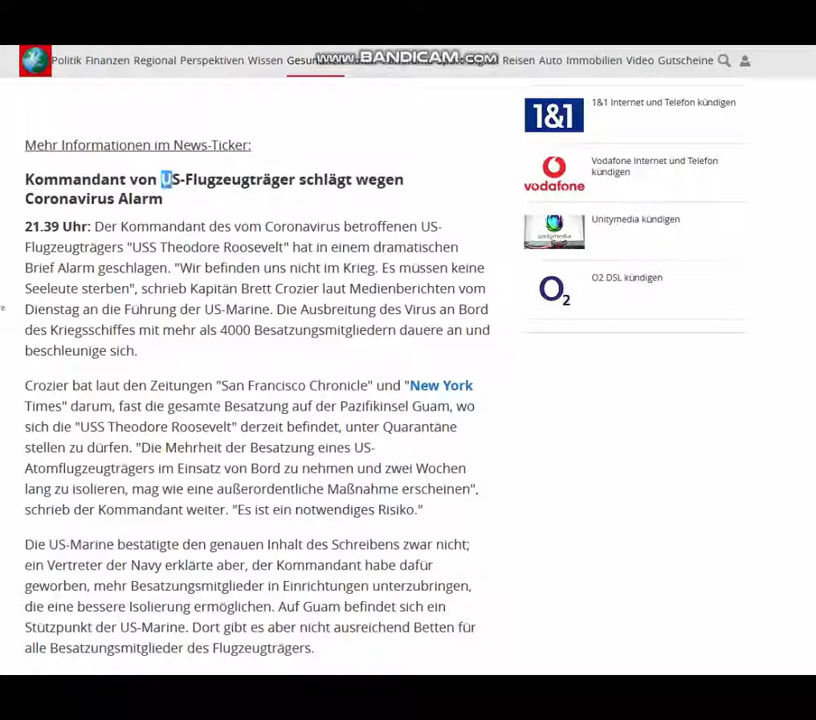 www.BANDICAM.com
Politik Finanzen Regional Perspektiven Wissen Reisen Auto Immobilien Video Gutscheine
1&1
1&1 Internet und Telefon kündigen
Mehr Informationen im News-Ticker:
vodafone
Vodafone Internet und Telefon
kündigen
Kommandant von US-Flugzeugträger schlägt wegen
Coronavirus Alarm
Unitymedia kündigen
21.39 Uhr: Der Kommandant des vom Coronavirus betroffenen US-
Flugzeugträgers "USS Theodore Roosevelt" hat in einem dramatischen
Brief Alarm geschlagen. "Wir befinden uns nicht im Krieg. Es müssen keine
Seeleute sterben", schrieb Kapitän Brett Crozier laut Medienberichten vom
Dienstag an die Führung der US-Marine. Die Ausbreitung des Virus an Bord
des Kriegsschiffes mit mehr als 4000 Besatzungsmitgliedern dauere an und
beschleunige sich.
O2
O2 DSL kündigen
Crozier bat laut den Zeitungen "San Francisco Chronicle" und "New York
Times" darum, fast die gesamte Besatzung auf der Pazifikinsel Guam, wo
sich die "USS Theodore Roosevelt" derzeit befindet, unter Quarantäne
stellen zu dürfen. "Die Mehrheit der Besatzung eines US-
Atomflugzeugträgers im Einsatz von Bord zu nehmen und zwei Wochen
lang zu isolieren, mag wie eine außerordentliche Maßnahme erscheinen",
schrieb der Kommandant weiter. "Es ist ein notwendiges Risiko."
Die US-Marine bestätigte den genauen Inhalt des Schreibens zwar nicht;
ein Vertreter der Navy erklärte aber, der Kommandant habe dafür
geworben, mehr Besatzungsmitglieder in Einrichtungen unterzubringen,
die eine bessere Isolierung ermöglichen. Auf Guam befindet sich ein
Stützpunkt der US-Marine. Dort gibt es aber nicht ausreichend Betten für
alle Besatzungsmitglieder des Flugzeugträgers.